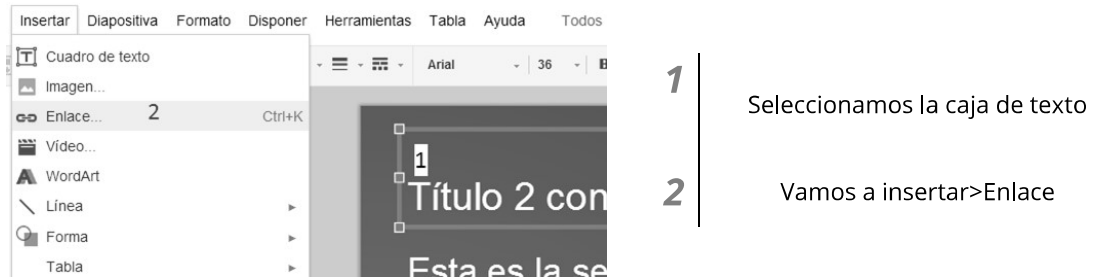 Insertar Diapositiva Formato Disponer Herramientas Tabla Ayuda Todos
Cuadro de texto
Arial 36 B
Imagen...
Enlace... 2 Ctrl+K
Vídeo...
WordArt
Línea
Forma
Tabla
1
Título 2 con
Esta es la se
1
Seleccionamos la caja de texto
2
Vamos a insertar>Enlace